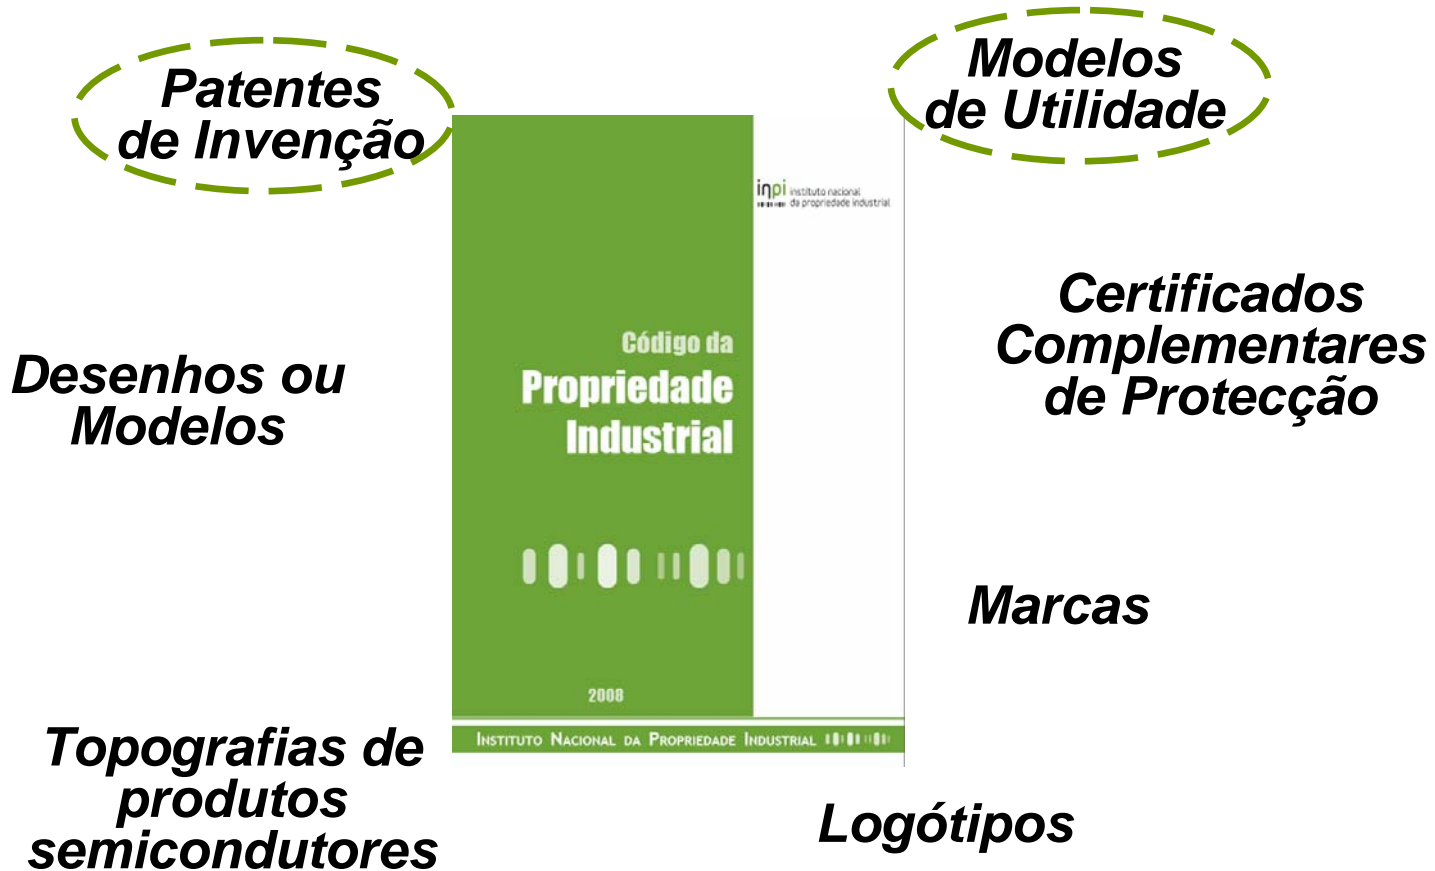 Patentes
de Invenção
Modelos
de Utilidade
inpi instituto nacional
da propriedade industrial
Certificados
Complementares
de Protecção
Desenhos ou
Modelos
Código da
Propriedade
Industrial
Marcas
2008
INSTITUTO NACIONAL DA PROPRIEDADE INDUSTRIAL
Topografias de
produtos
semicondutores
Logótipos